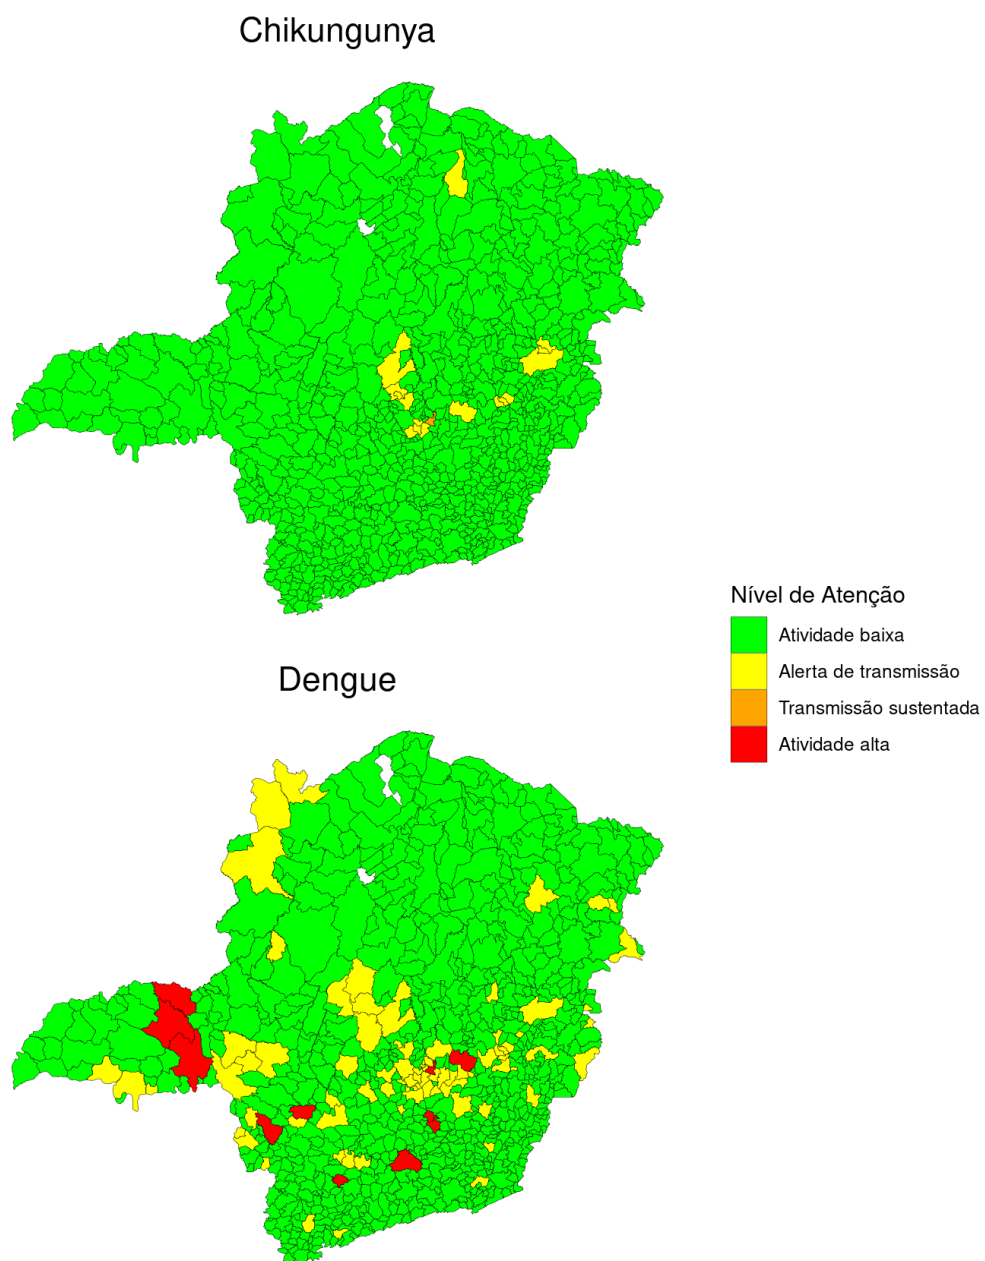 Chikungunya
Nível de Atenção
Atividade baixa
Alerta de transmissão
Transmissão sustentada
Atividade alta
Dengue